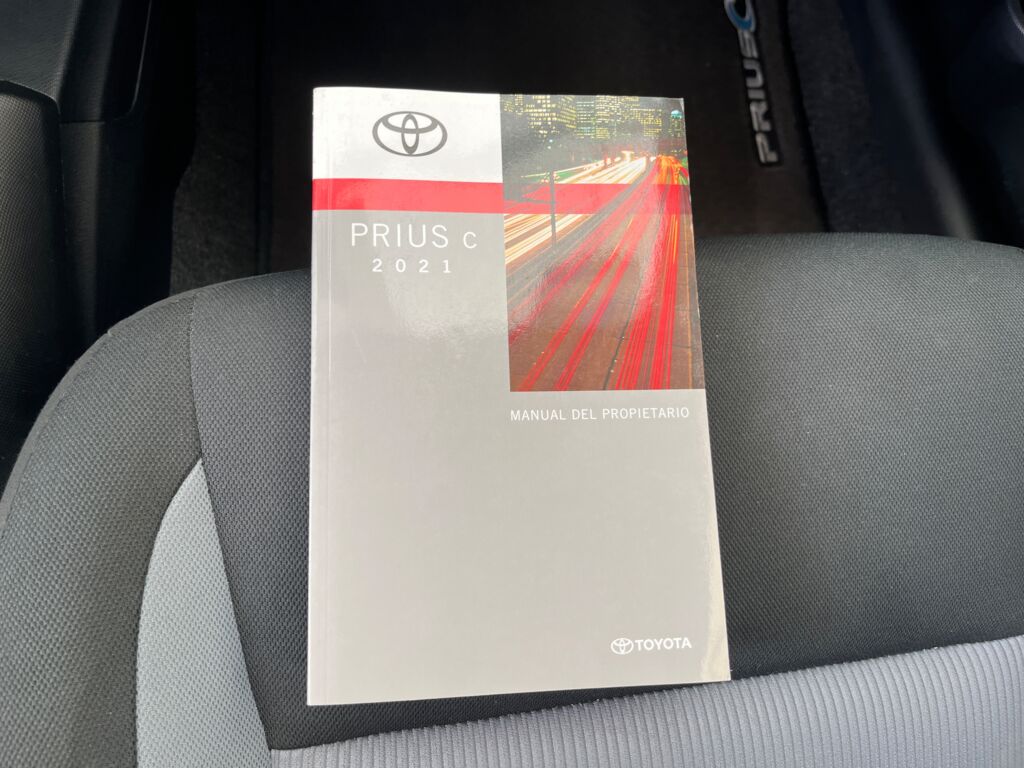 PRIUS C
PRIUS c
2021
MANUAL DEL PROPIETARIO
TOYOTA